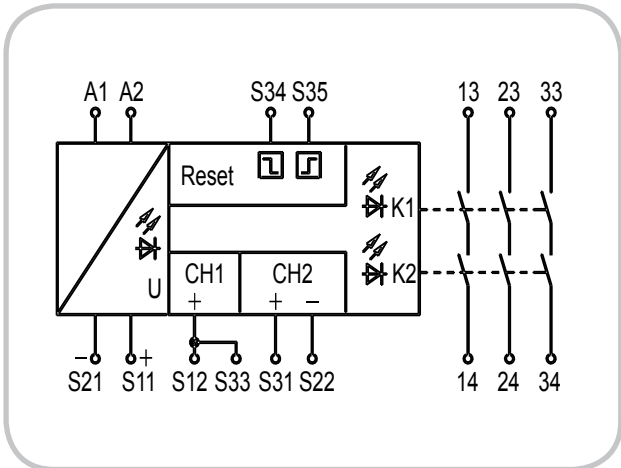 A1 A2 S34 S35 13 23 33
Reset
K1
U CH1 CH2 K2
+ + −
− +
S21 S11 S12 S33 S31 S22 14 24 34